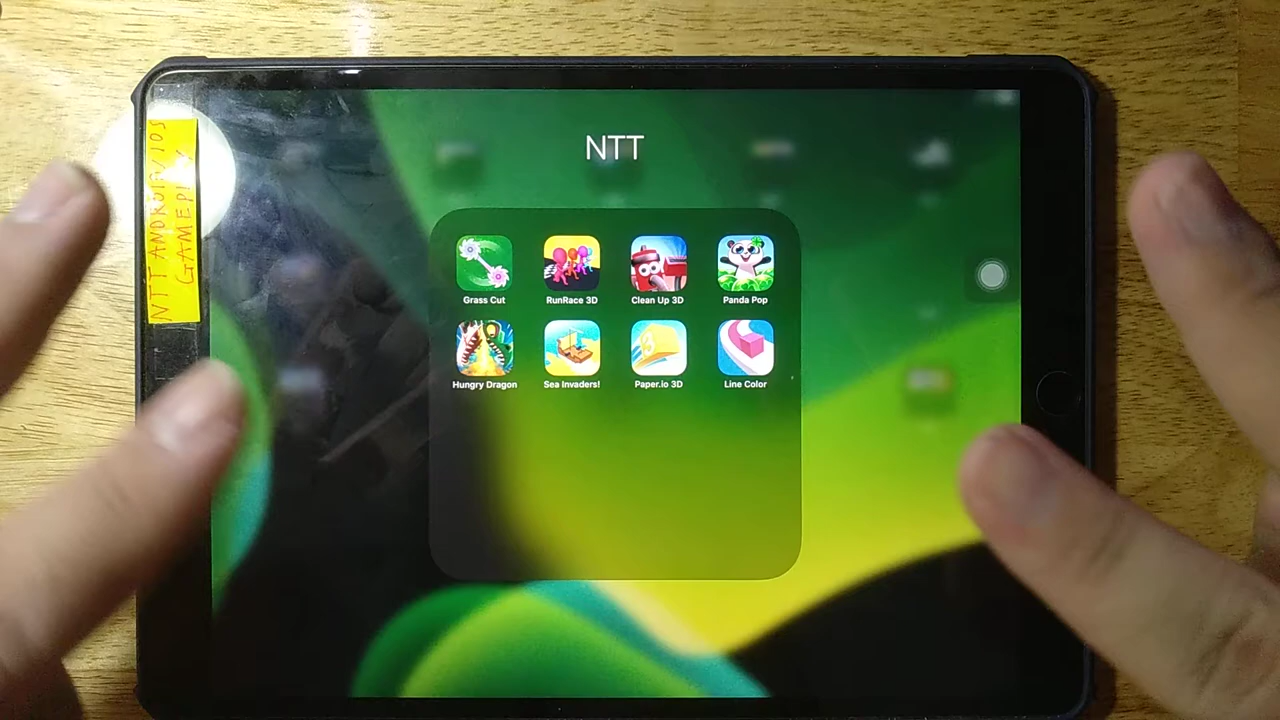 NTT ANDROID/IOS
GAMEPLAY
NTT
Grass Cut
RunRace 3D
Clean Up 3D
Panda Pop
Hungry Dragon
Sea Invaders!
Paper.io 3D
Line Color